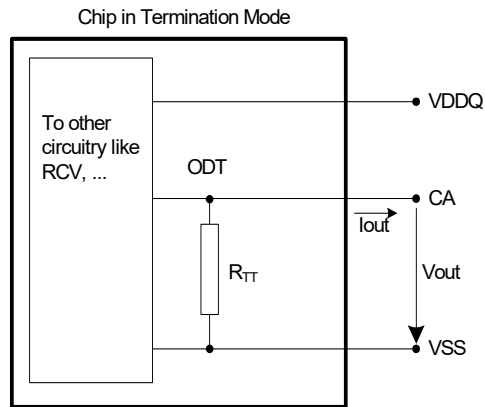 Chip in Termination Mode
To other
circuitry like
RCV, ...
ODT
RTT
VDDQ
CA
Iout
Vout
VSS